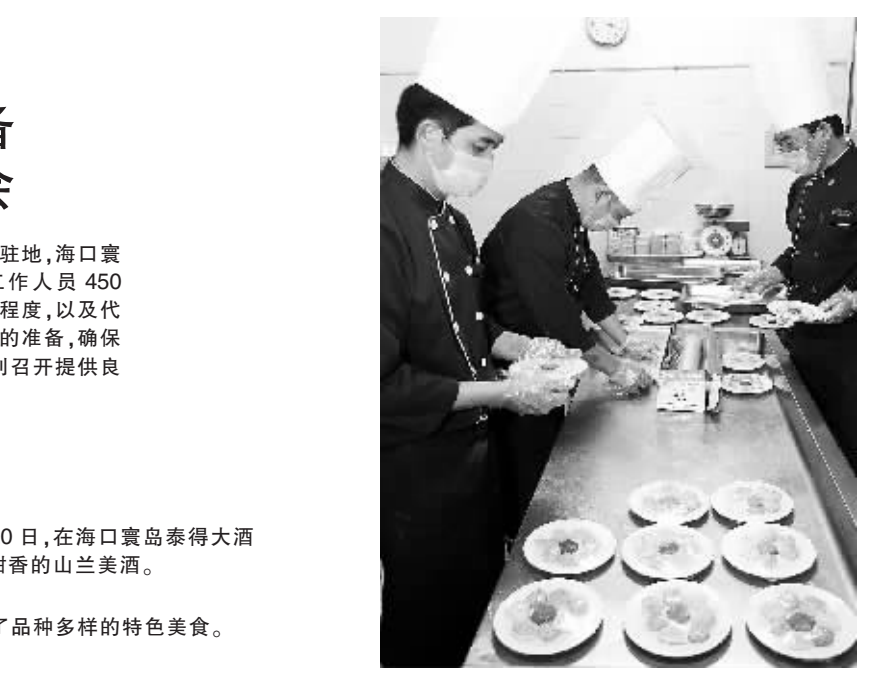 驻地,海口寰
工作人员 450
程度,以及代
的准备,确保
利召开提供良
0 日,在海口寰岛泰得大酒
甜香的山兰美酒。
了品种多样的特色美食。